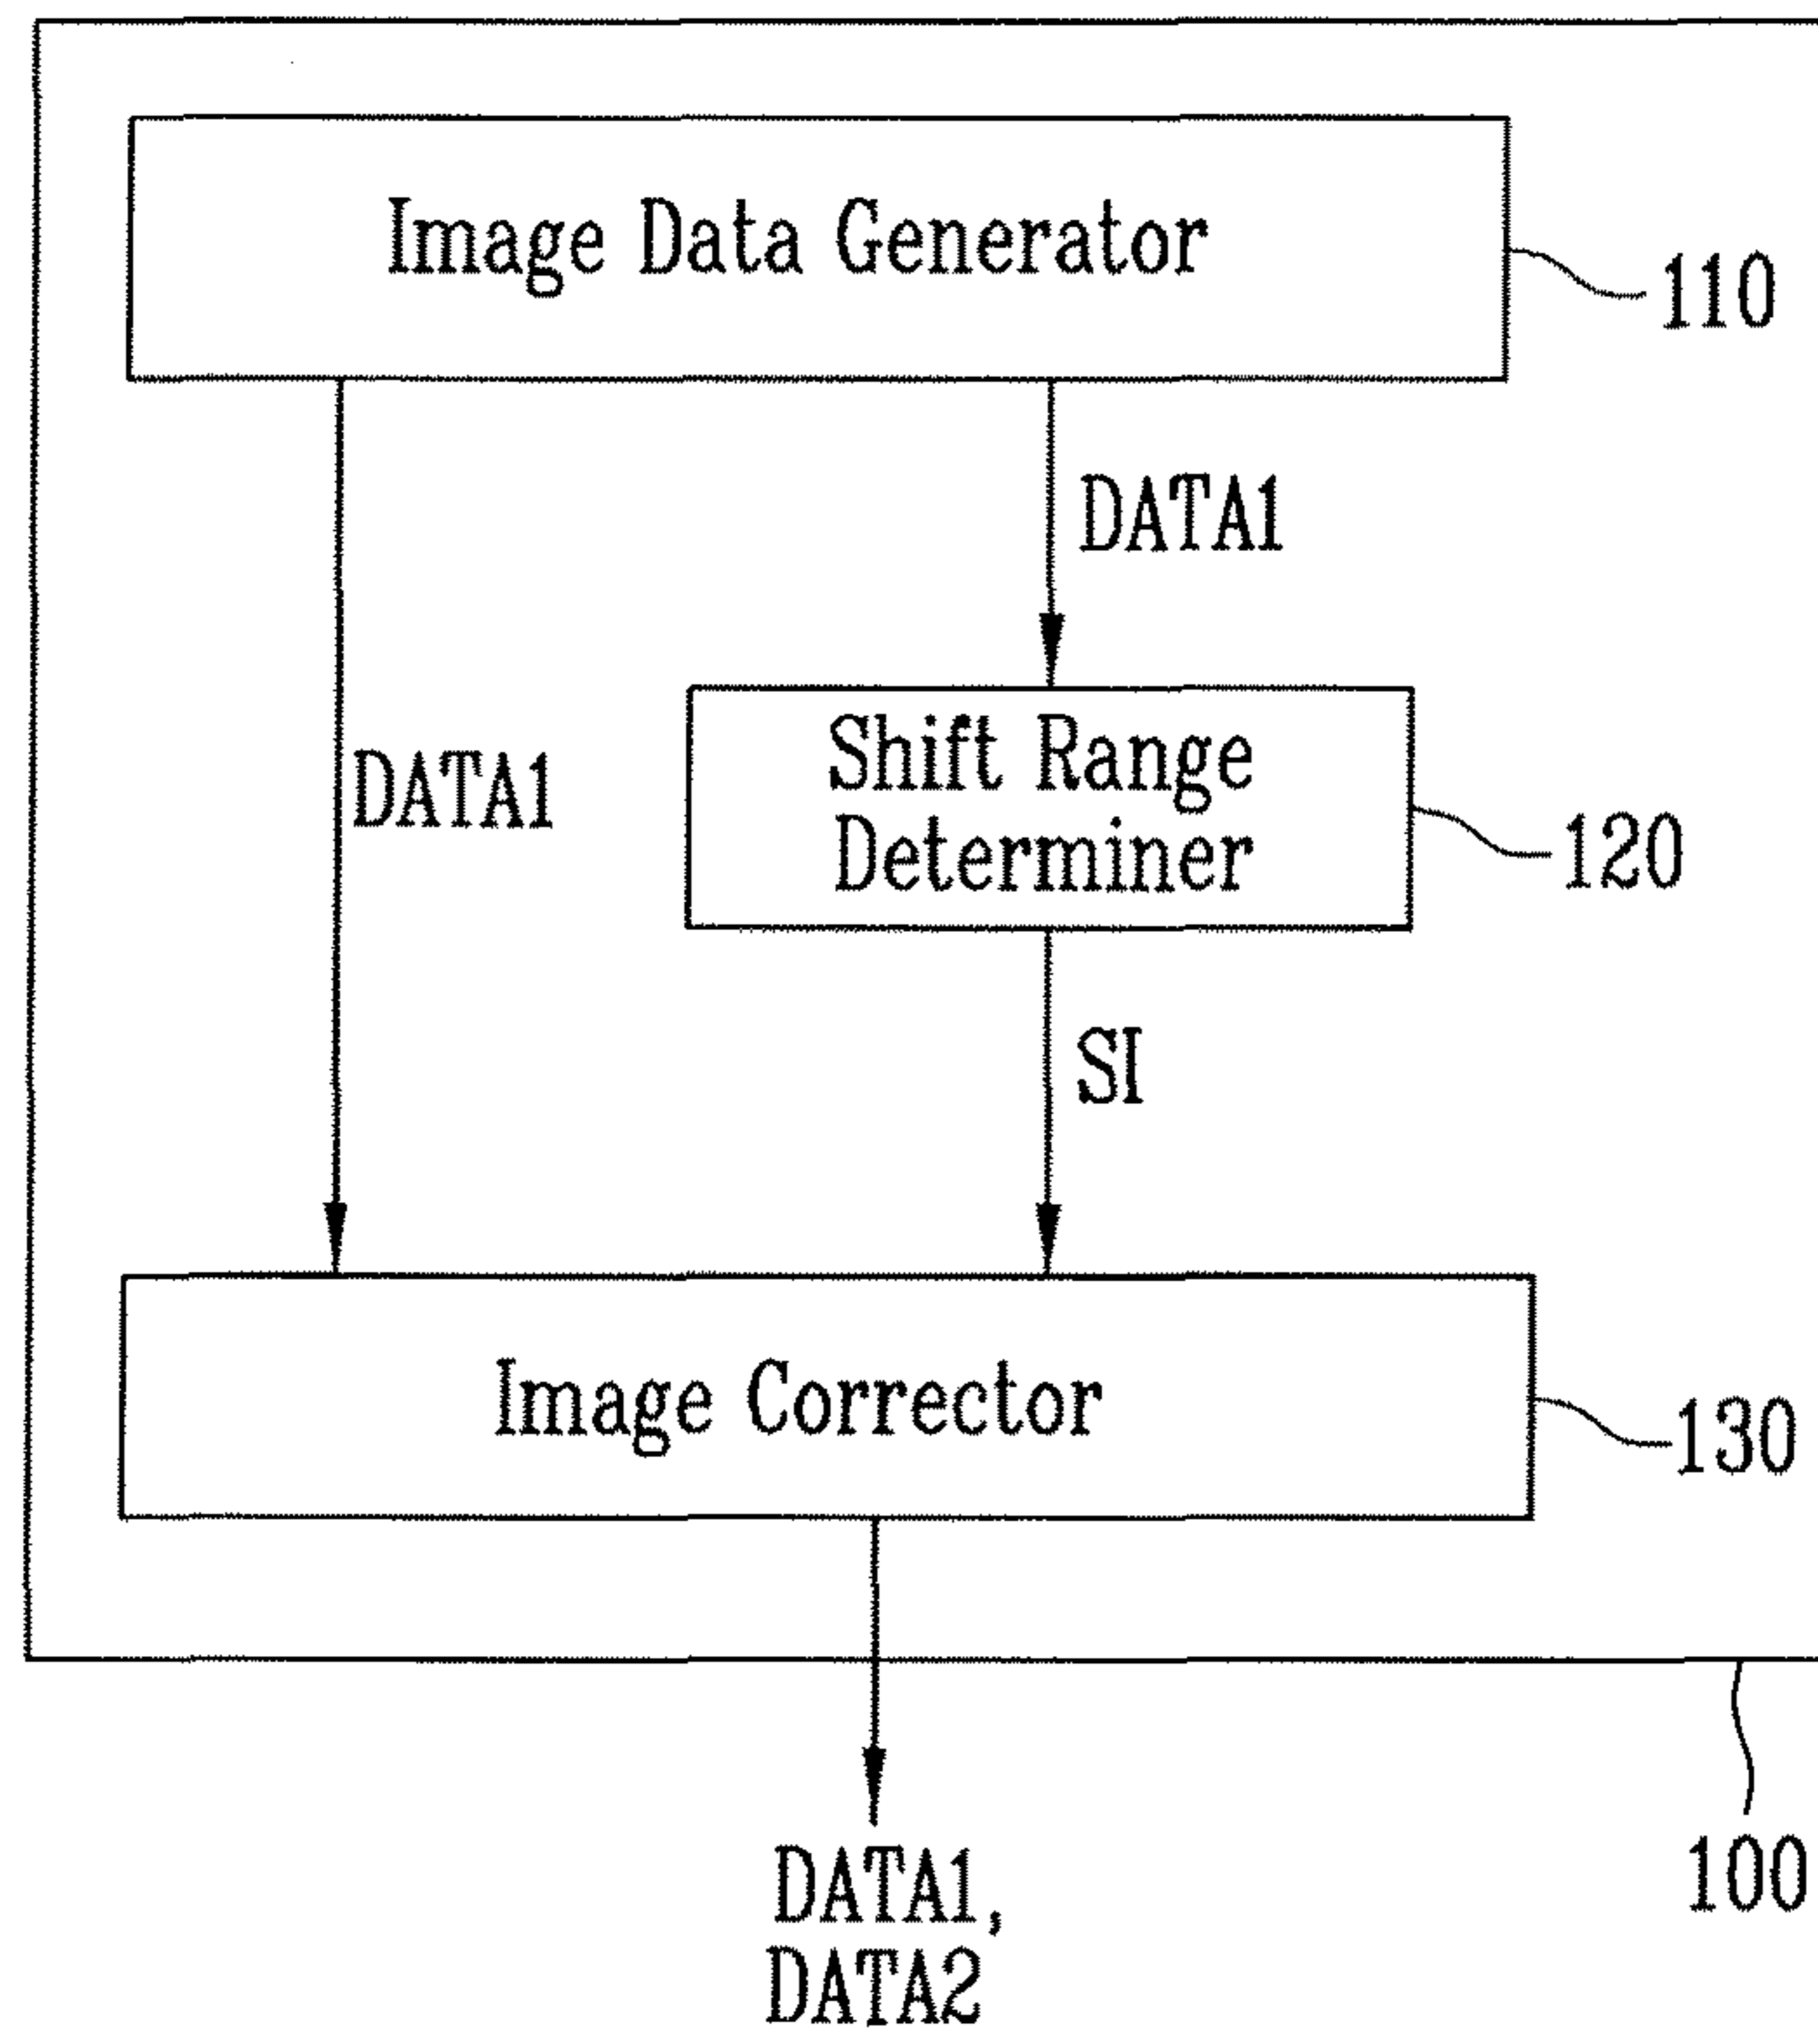 Image Data Generator
110
DATA1
DATA1
Shift Range
Determiner
120
SI
Image Corrector
130
100
DATA1,
DATA2